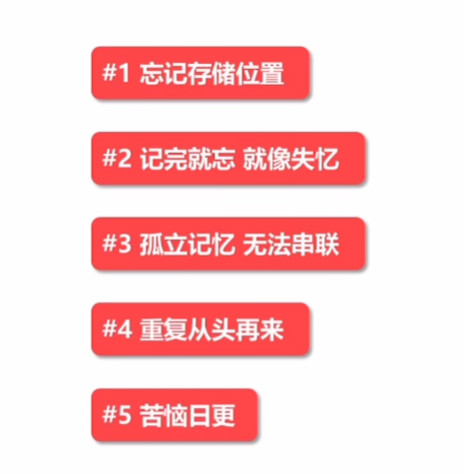 #1 忘记存储位置
#2 记完就忘 就像失忆
#3 孤立记忆 无法串联
#4 重复从头再来
#5 苦恼日更